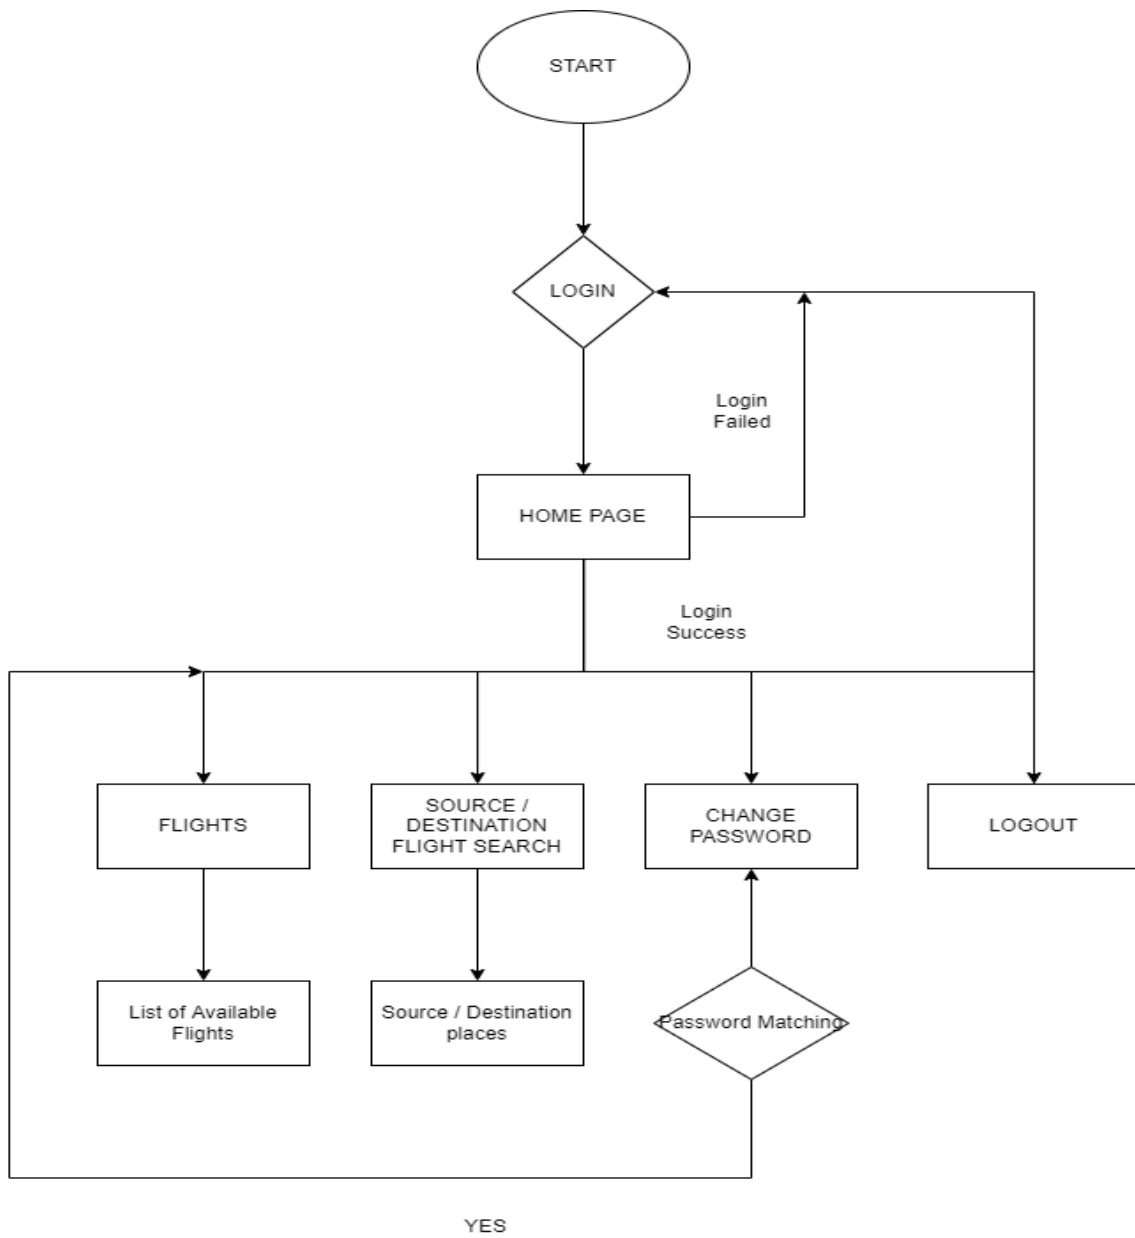 START
LOGIN
Login
Failed
HOME PAGE
Login
Success
FLIGHTS
SOURCE /
DESTINATION
FLIGHT SEARCH
CHANGE
PASSWORD
LOGOUT
List of Available
Flights
Source / Destination
places
Password Matching
YES